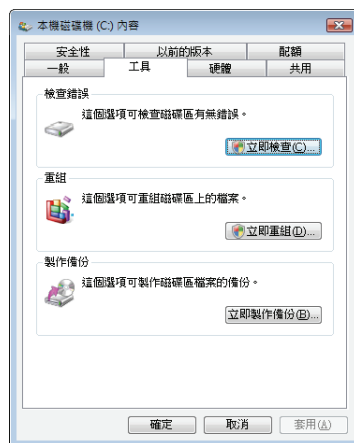 本機磁碟機 (C:) 內容
安全性 以前的版本 配額
一般 工具 硬體 共用
檢查錯誤
這個選項可檢查磁碟區有無錯誤。
立即檢查(C)...
重組
這個選項可重組磁碟區上的檔案。
立即重組(D)...
製作備份
這個選項可製作磁碟區檔案的備份。
立即製作備份(B)...
確定 取消 套用(A)